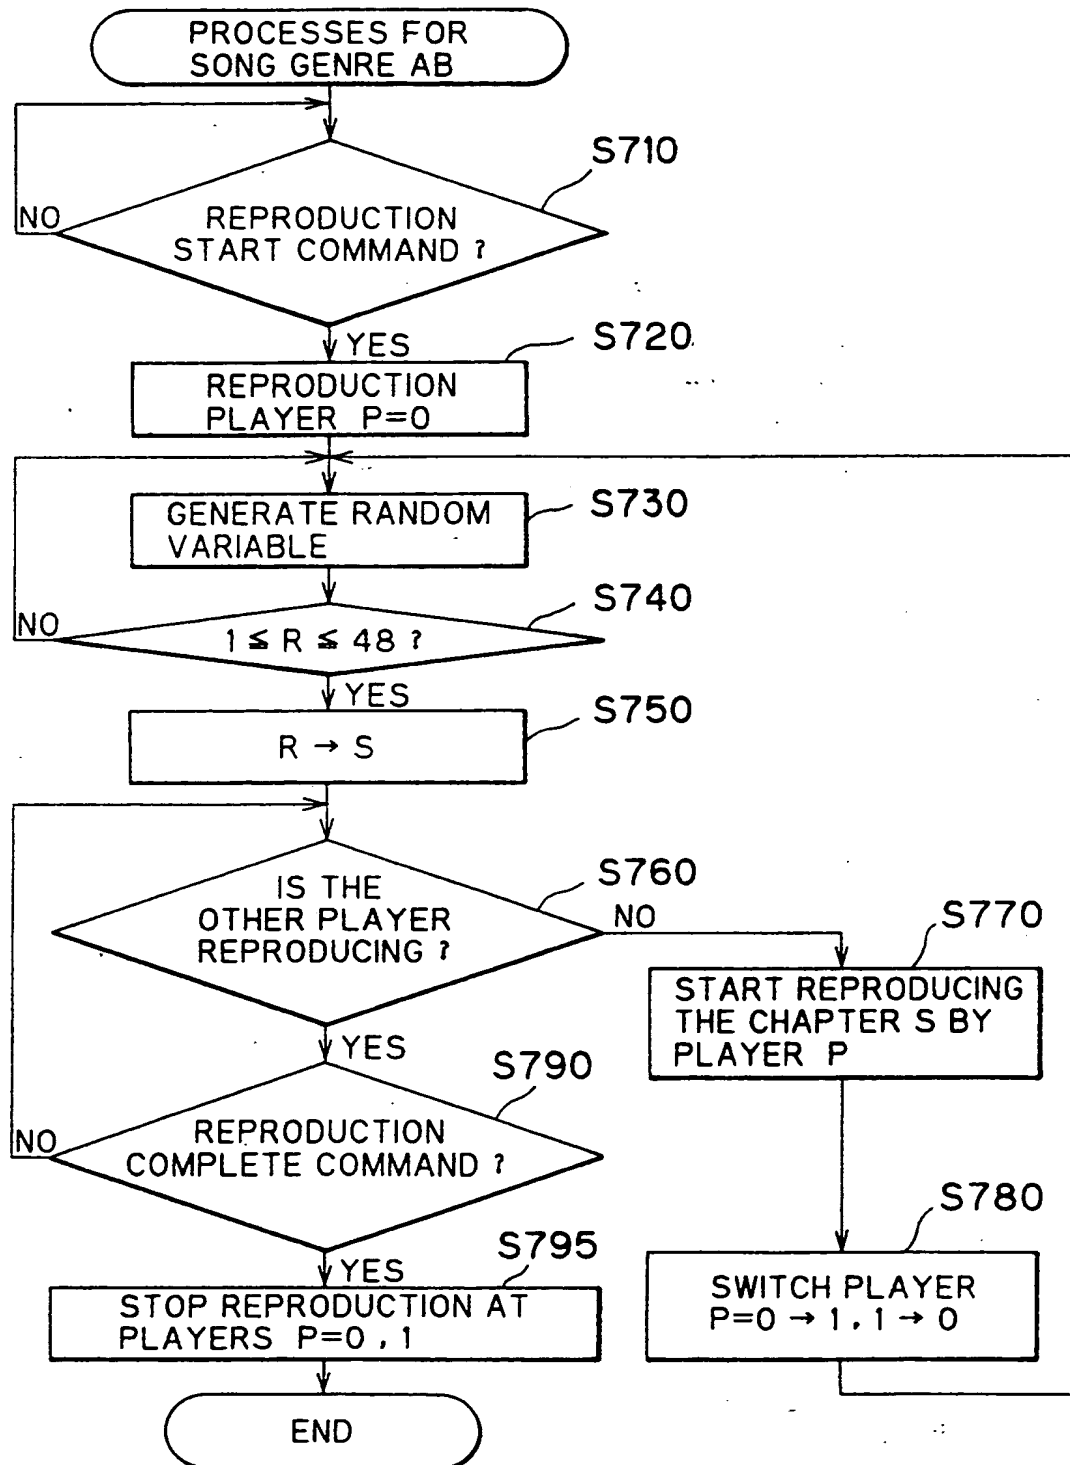 PROCESSES FOR
SONG GENRE AB
S710
NO
REPRODUCTION
START COMMAND ?
YES
S720
REPRODUCTION
PLAYER P=0
S730
GENERATE RANDOM
VARIABLE
S740
NO
1 ≦ R ≦ 48 ?
YES
S750
R → S
S760
IS THE
OTHER PLAYER
REPRODUCING ?
NO
S770
START REPRODUCING
THE CHAPTER S BY
PLAYER P
YES
S790
NO
REPRODUCTION
COMPLETE COMMAND ?
S780
SWITCH PLAYER
P=0 → 1, 1 → 0
YES
S795
STOP REPRODUCTION AT
PLAYERS P=0, 1
END